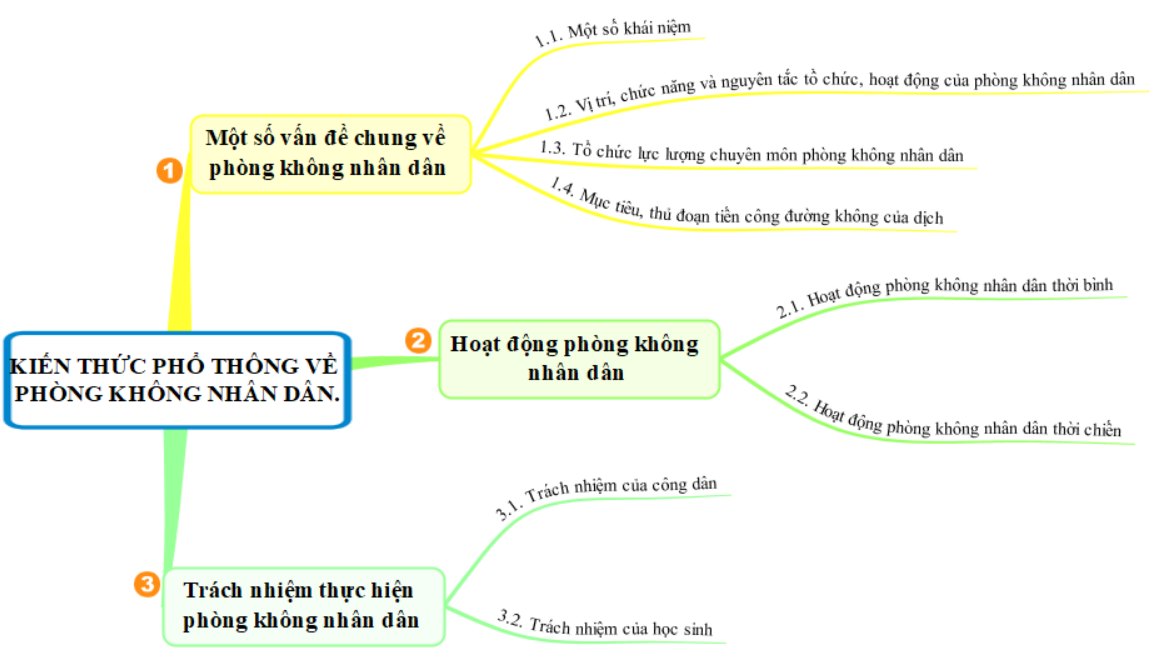 KIẾN THỨC PHỔ THÔNG VỀ
PHÒNG KHÔNG NHÂN DÂN.
1
Một số vấn đề chung về
phòng không nhân dân
1.1. Một số khái niệm
1.2. Vị trí, chức năng và nguyên tắc tổ chức, hoạt động của phòng không nhân dân
1.3. Tổ chức lực lượng chuyên môn phòng không nhân dân
1.4. Mục tiêu, thủ đoạn tiến công đường không của dịch
2
Hoạt động phòng không
nhân dân
2.1. Hoạt động phòng không nhân dân thời bình
2.2. Hoạt động phòng không nhân dân thời chiến
3
Trách nhiệm thực hiện
phòng không nhân dân
3.1. Trách nhiệm của công dân
3.2. Trách nhiệm của học sinh